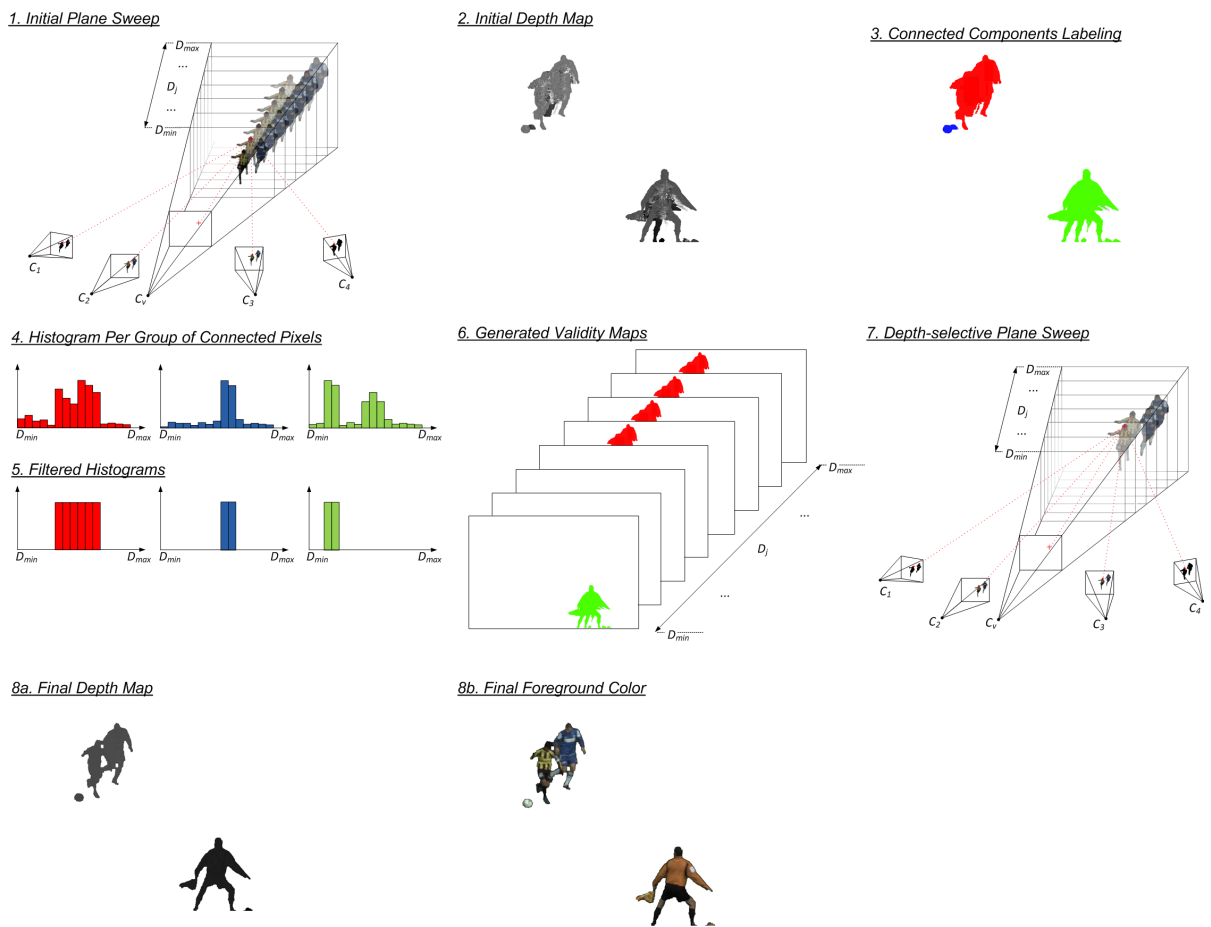 1. Initial Plane Sweep
2. Initial Depth Map
3. Connected Components Labeling
Dmax
...
Dj
...
Dmin
C1
C2
Cv
C3
C4
4. Histogram Per Group of Connected Pixels
Dmin Dmax Dmin Dmax Dmin Dmax
5. Filtered Histograms
Dmin Dmax Dmin Dmax Dmin Dmax
6. Generated Validity Maps
Dmax
...
Dj
...
Dmin
7. Depth-selective Plane Sweep
Dmax
...
Dj
...
Dmin
C1
C2
Cv
C3
C4
8a. Final Depth Map
8b. Final Foreground Color